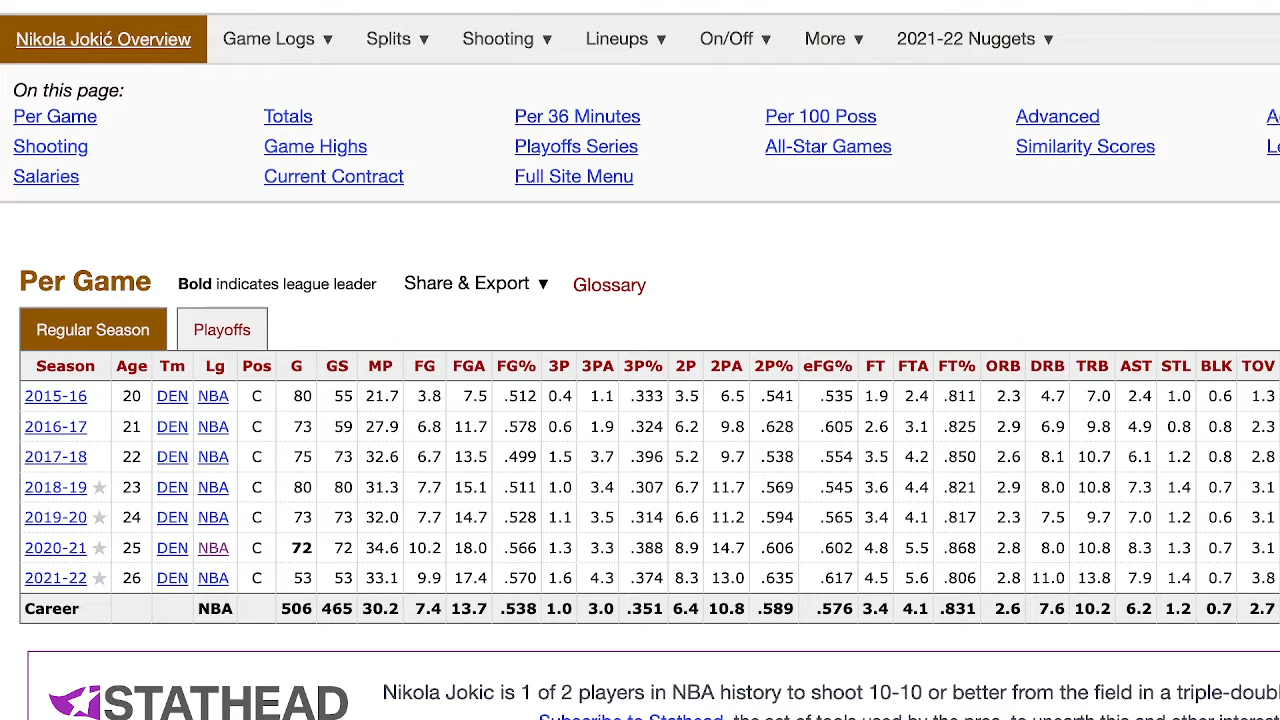 Nikola Jokić Overview Game Logs ▼ Splits ▼ Shooting ▼ Lineups ▼ On/Off ▼ More ▼ 2021-22 Nuggets ▼
On this page:
Per Game Totals Per 36 Minutes Per 100 Poss Advanced
Shooting Game Highs Playoffs Series All-Star Games Similarity Scores
Salaries Current Contract Full Site Menu
Per Game Bold indicates league leader Share & Export ▼ Glossary
Regular Season Playoffs
Season Age Tm Lg Pos G GS MP FG FGA FG% 3P 3PA 3P% 2P 2PA 2P% eFG% FT FTA FT% ORB DRB TRB AST STL BLK TOV
2015-16 20 DEN NBA C 80 55 21.7 3.8 7.5 .512 0.4 1.1 .333 3.5 6.5 .541 .535 1.9 2.4 .811 2.3 4.7 7.0 2.4 1.0 0.6 1.3
2016-17 21 DEN NBA C 73 59 27.9 6.8 11.7 .578 0.6 1.9 .324 6.2 9.8 .628 .605 2.6 3.1 .825 2.9 6.9 9.8 4.9 0.8 0.8 2.3
2017-18 22 DEN NBA C 75 73 32.6 6.7 13.5 .499 1.5 3.7 .396 5.2 9.7 .538 .554 3.5 4.2 .850 2.6 8.1 10.7 6.1 1.2 0.8 2.8
2018-19 ★ 23 DEN NBA C 80 80 31.3 7.7 15.1 .511 1.0 3.4 .307 6.7 11.7 .569 .545 3.6 4.4 .821 2.9 8.0 10.8 7.3 1.4 0.7 3.1
2019-20 ★ 24 DEN NBA C 73 73 32.0 7.7 14.7 .528 1.1 3.5 .314 6.6 11.2 .594 .565 3.4 4.1 .817 2.3 7.5 9.7 7.0 1.2 0.6 3.1
2020-21 ★ 25 DEN NBA C 72 72 34.6 10.2 18.0 .566 1.3 3.3 .388 8.9 14.7 .606 .602 4.8 5.5 .868 2.8 8.0 10.8 8.3 1.3 0.7 3.1
2021-22 ★ 26 DEN NBA C 53 53 33.1 9.9 17.4 .570 1.6 4.3 .374 8.3 13.0 .635 .617 4.5 5.6 .806 2.8 11.0 13.8 7.9 1.4 0.7 3.8
Career NBA 506 465 30.2 7.4 13.7 .538 1.0 3.0 .351 6.4 10.8 .589 .576 3.4 4.1 .831 2.6 7.6 10.2 6.2 1.2 0.7 2.7
STATHEAD Nikola Jokic is 1 of 2 players in NBA history to shoot 10-10 or better from the field in a triple-doubl
Subscribe to Stathead, the set of tools used by the pros, to unearth this and other interes